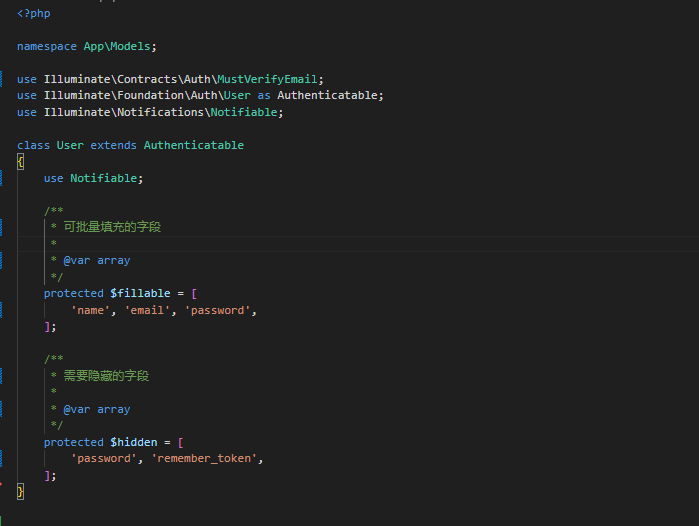 <?php
namespace App\Models;
use Illuminate\Contracts\Auth\MustVerifyEmail;
use Illuminate\Foundation\Auth\User as Authenticatable;
use Illuminate\Notifications\Notifiable;
class User extends Authenticatable
{
use Notifiable;
/**
* 可批量填充的字段
*
* @var array
*/
protected $fillable = [
'name', 'email', 'password',
];
/**
* 需要隐藏的字段
*
* @var array
*/
protected $hidden = [
'password', 'remember_token',
];
}